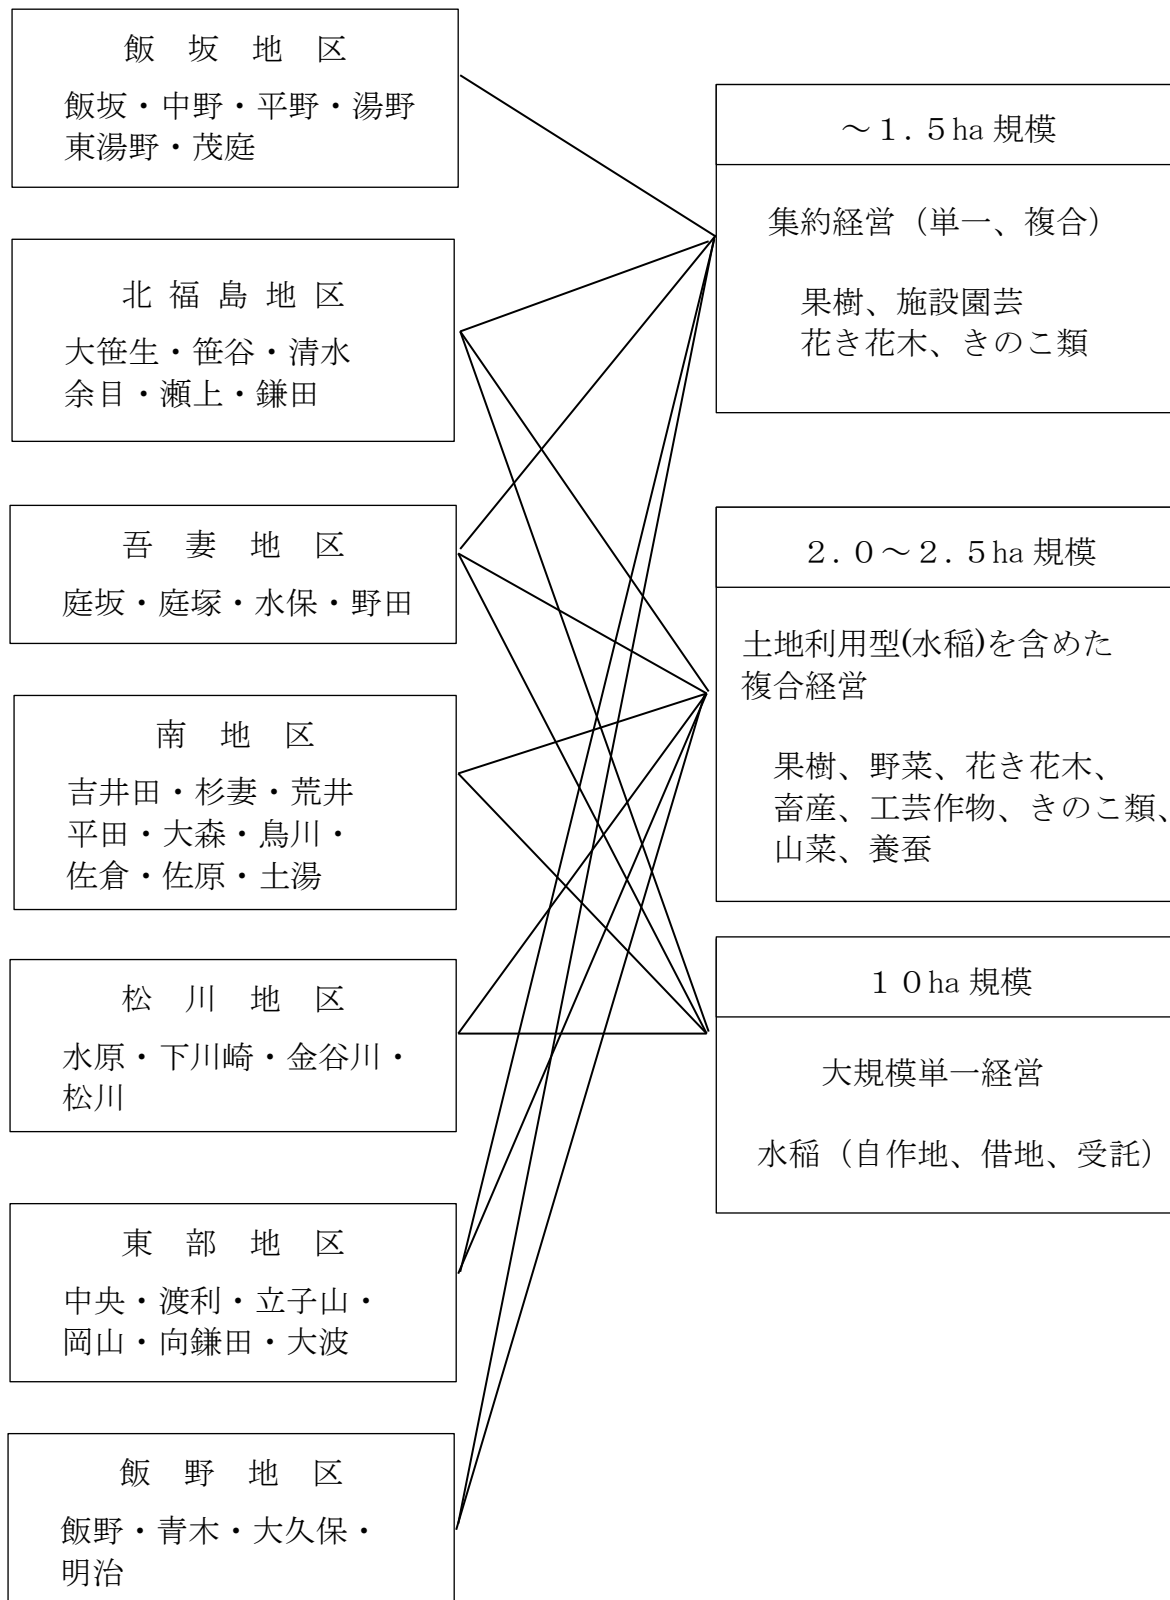 飯坂地区
飯坂・中野・平野・湯野
東湯野・茂庭
北福島地区
大笹生・笹谷・清水
余目・瀬上・鎌田
吾妻地区
庭坂・庭塚・水保・野田
南地区
吉井田・杉妻・荒井
平田・大森・鳥川・
佐倉・佐原・土湯
松川地区
水原・下川崎・金谷川・
松川
東部地区
中央・渡利・立子山・
岡山・向鎌田・大波
飯野地区
飯野・青木・大久保・
明治
～１.５ha 規模
集約経営（単一、複合）
果樹、施設園芸
花き花木、きのこ類
２.０～２.５ha 規模
土地利用型(水稲)を含めた
複合経営
果樹、野菜、花き花木、
畜産、工芸作物、きのこ類、
山菜、養蚕
１０ha 規模
大規模単一経営
水稲（自作地、借地、受託）